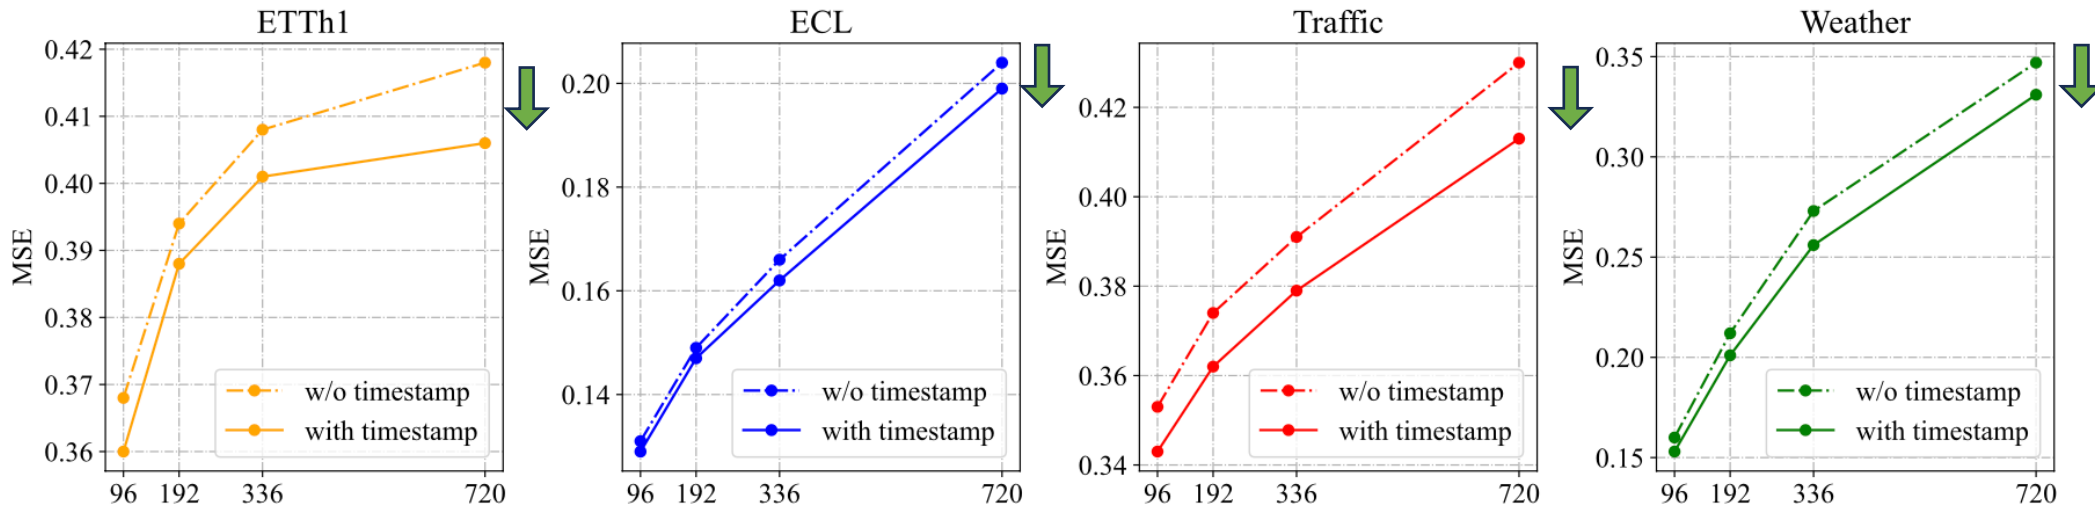 ETTh1
MSE
0.42
0.41
0.40
0.39
0.38
0.37
0.36
w/o timestamp
with timestamp
96 192 336 720
ECL
MSE
0.20
0.18
0.16
0.14
w/o timestamp
with timestamp
96 192 336 720
Traffic
MSE
0.42
0.40
0.38
0.36
0.34
w/o timestamp
with timestamp
96 192 336 720
Weather
MSE
0.35
0.30
0.25
0.20
0.15
w/o timestamp
with timestamp
96 192 336 720